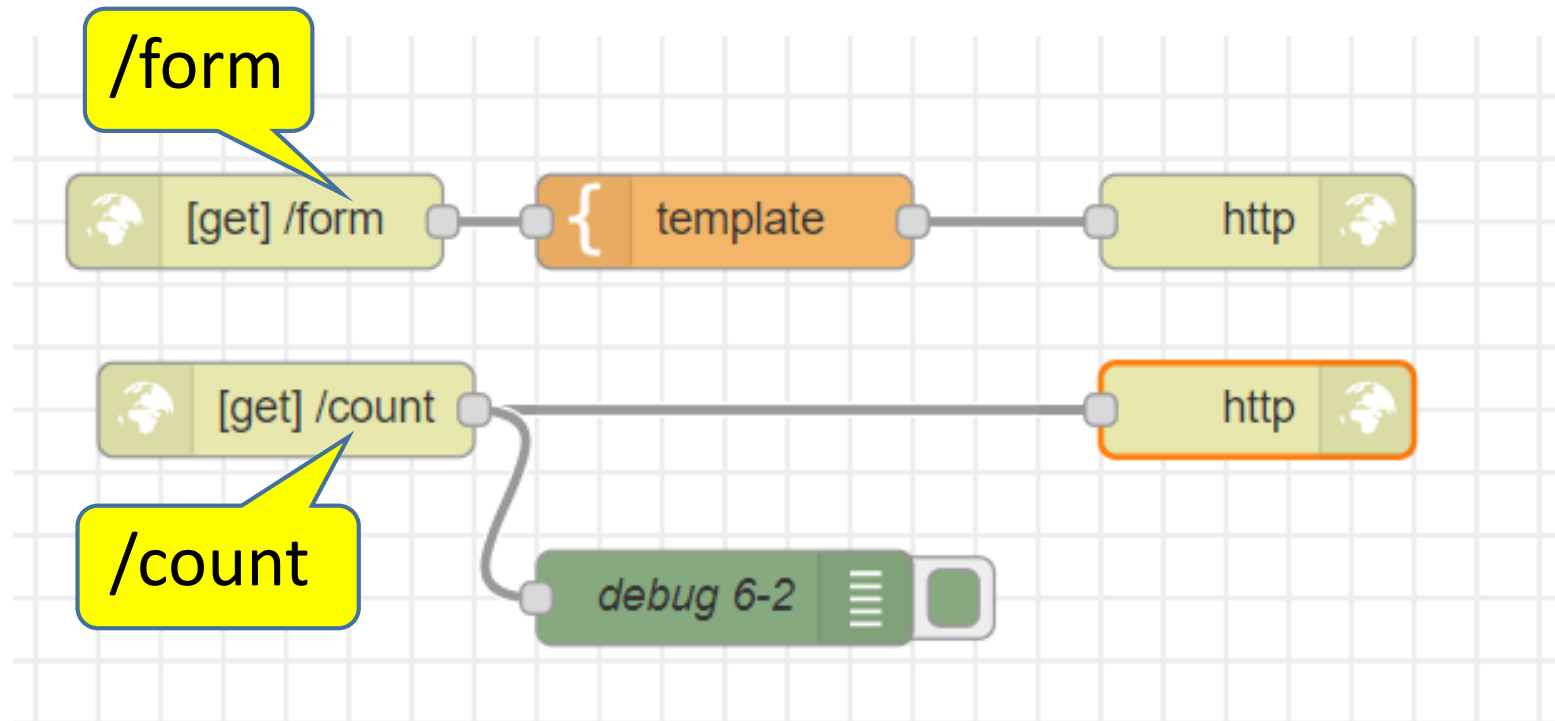 /form
[get] /form
template
http
[get] /count
http
/count
debug 6-2